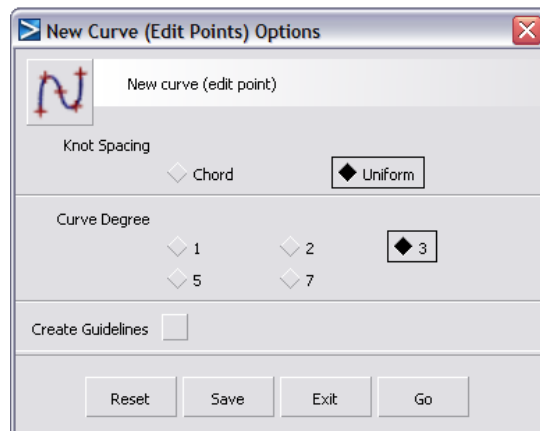 New Curve (Edit Points) Options
New curve (edit point)
Knot Spacing
Chord Uniform
Curve Degree
1 2 3
5 7
Create Guidelines
Reset Save Exit Go